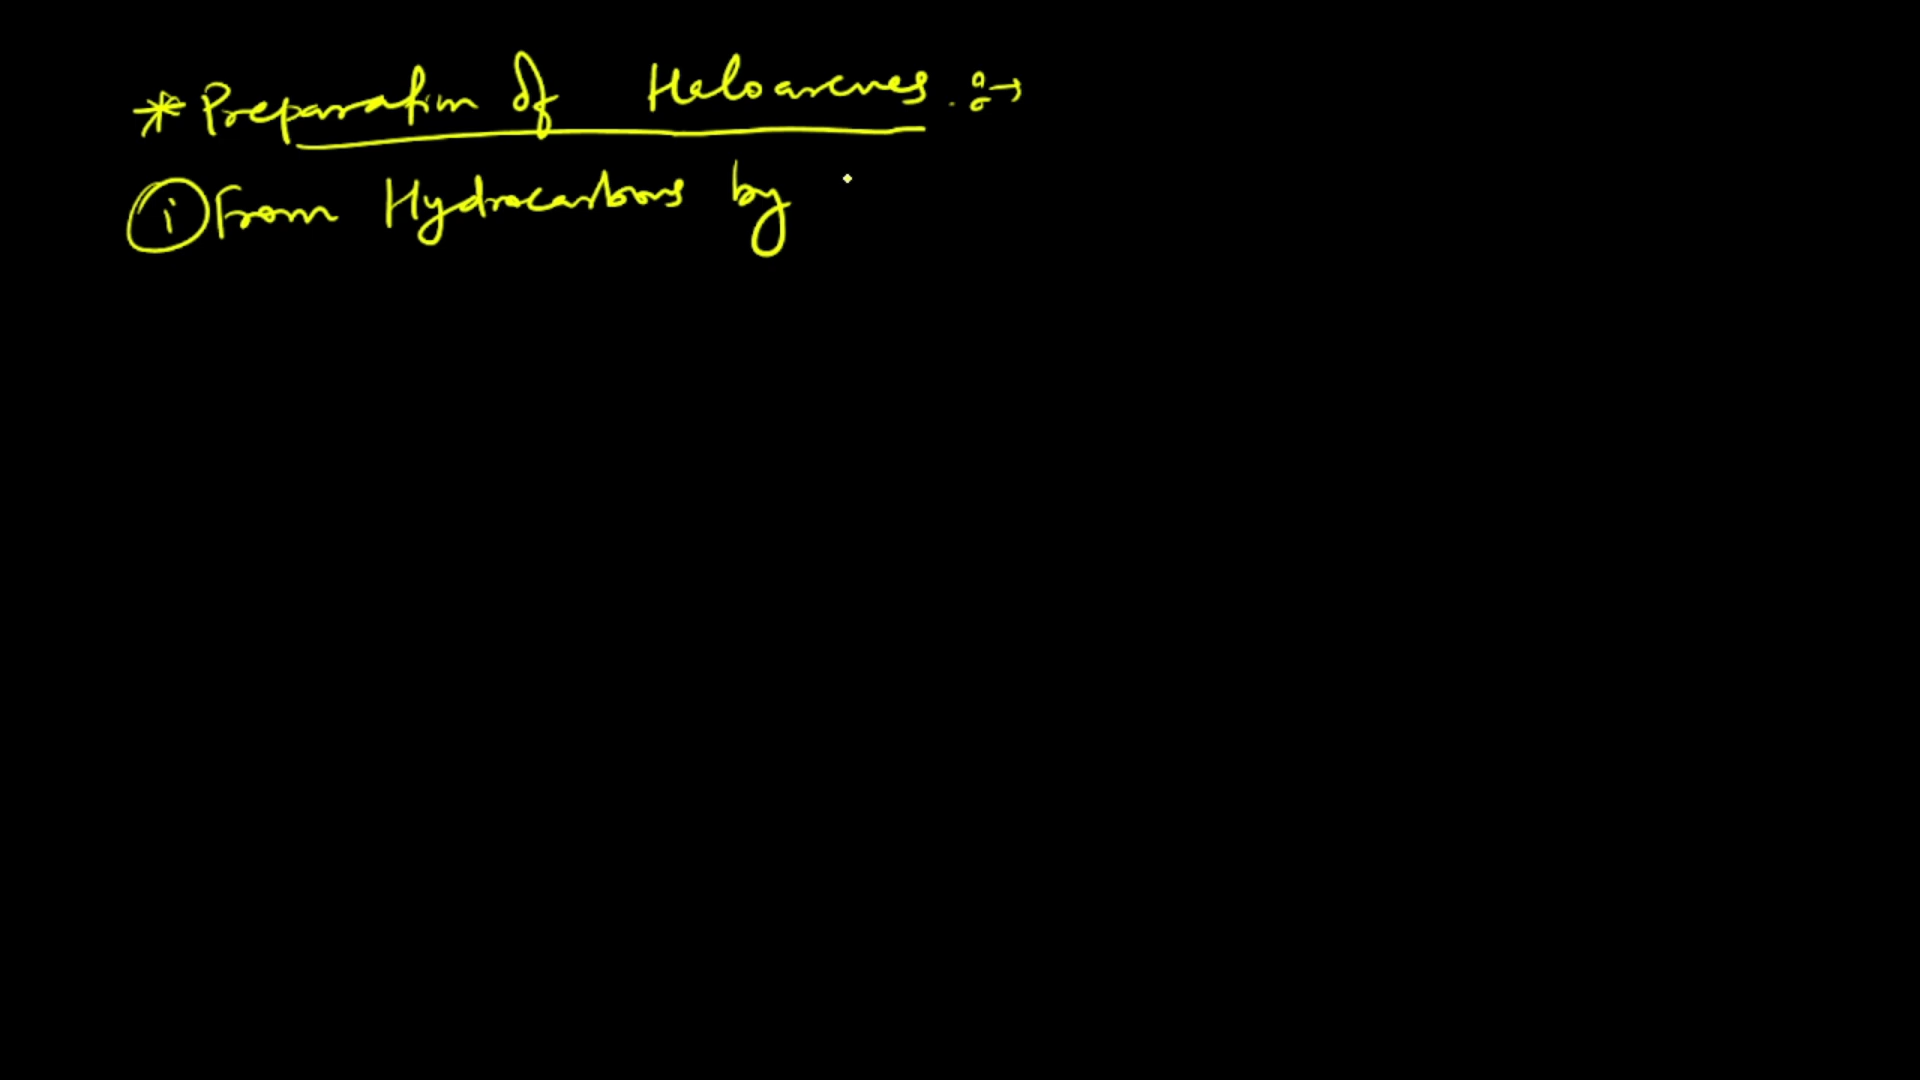 * Preparation of Haloarenes :→
(i) From Hydrocarbons by